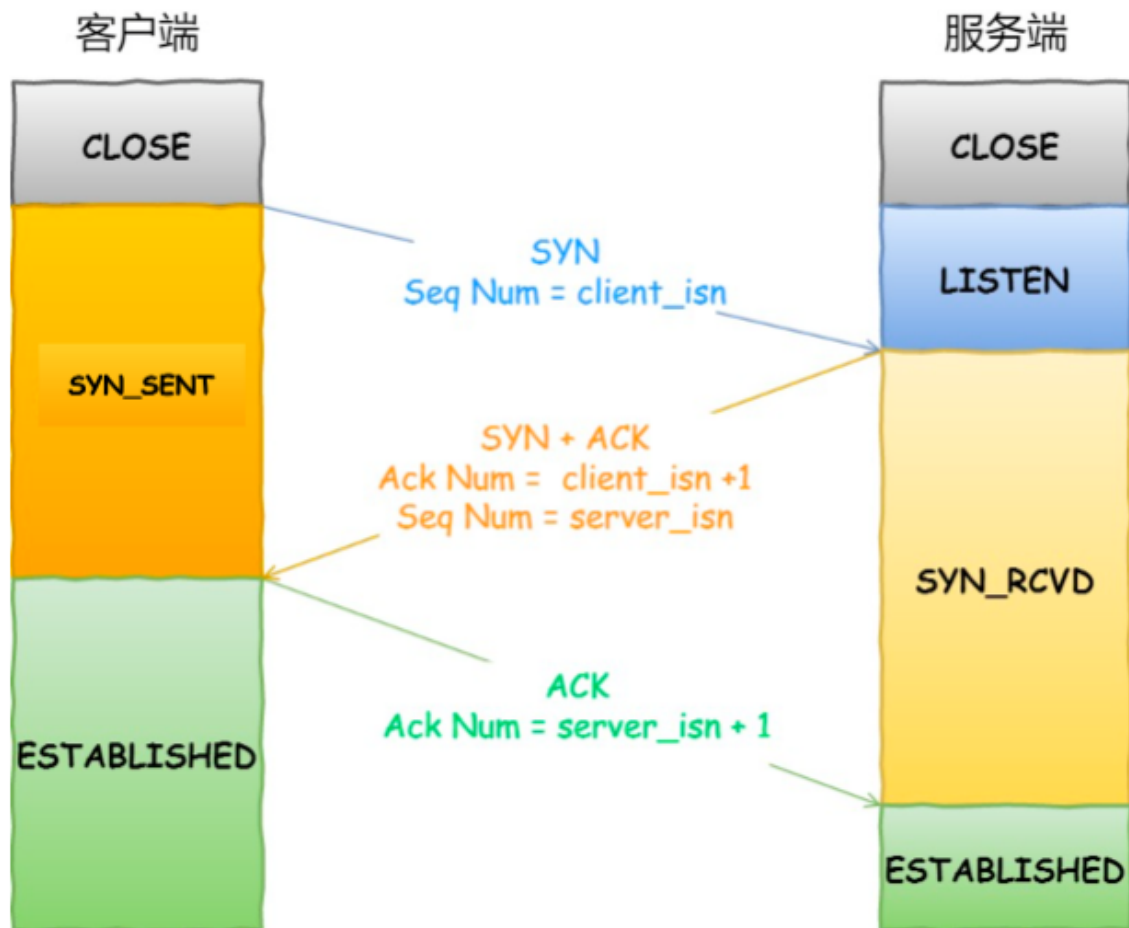 客户端
服务端
CLOSE
CLOSE
SYN
Seq Num = client_isn
LISTEN
SYN_SENT
SYN + ACK
Ack Num = client_isn +1
Seq Num = server_isn
SYN_RCVD
ACK
Ack Num = server_isn + 1
ESTABLISHED
ESTABLISHED